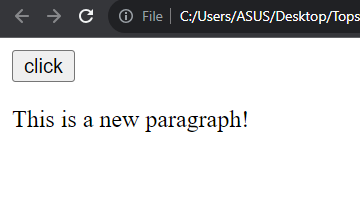 File C:/Users/ASUS/Desktop/Tops
click
This is a new paragraph!